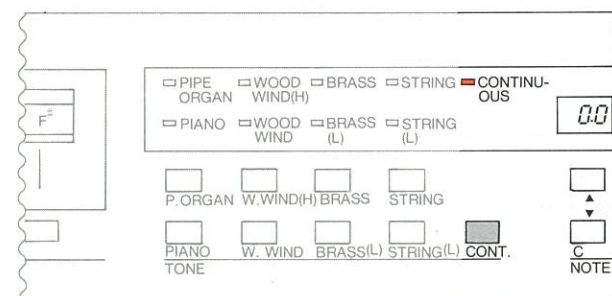 PIPE ORGAN WOOD WIND(H) BRASS STRING CONTINU-OUS
F#
0.0
PIANO WOOD WIND BRASS (L) STRING (L)
P. ORGAN W. WIND(H) BRASS STRING
PIANO W. WIND BRASS(L) STRING(L) CONT. C
TONE NOTE